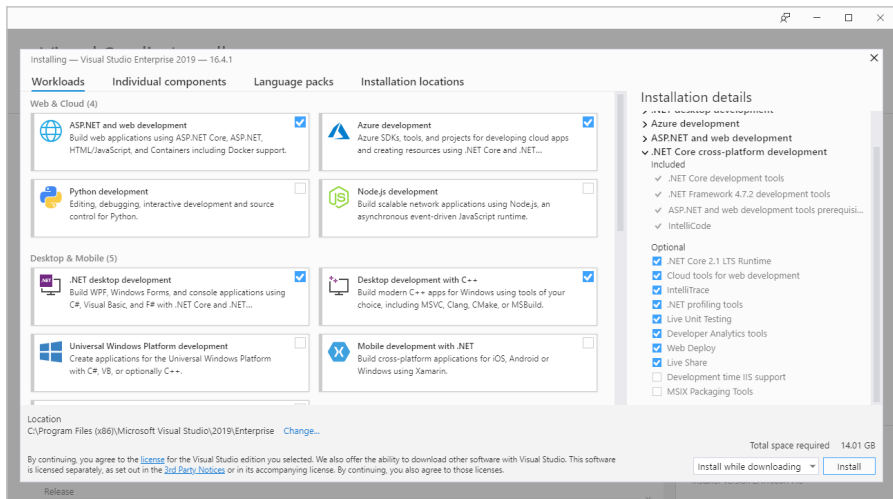 Installing — Visual Studio Enterprise 2019 — 16.4.1
Workloads
Individual components
Language packs
Installation locations
Web & Cloud (4)
ASP.NET and web development
Build web applications using ASP.NET Core, ASP.NET,
HTML/JavaScript, and Containers including Docker support.
Azure development
Azure SDKs, tools, and projects for developing cloud apps
and creating resources using .NET Core and .NET...
Python development
Editing, debugging, interactive development and source
control for Python.
Node.js development
Build scalable network applications using Node.js, an
asynchronous event-driven JavaScript runtime.
Desktop & Mobile (5)
.NET desktop development
Build WPF, Windows Forms, and console applications using
C#, Visual Basic, and F# with .NET Core and .NET...
Desktop development with C++
Build modern C++ apps for Windows using tools of your
choice, including MSVC, Clang, CMake, or MSBuild.
Universal Windows Platform development
Create applications for the Universal Windows Platform
with C#, VB, or optionally C++.
Mobile development with .NET
Build cross-platform applications for iOS, Android or
Windows using Xamarin.
Installation details
.NET desktop development
Azure development
ASP.NET and web development
.NET Core cross-platform development
Included
.NET Core development tools
.NET Framework 4.7.2 development tools
ASP.NET and web development tools prerequisi...
IntelliCode
Optional
.NET Core 2.1 LTS Runtime
Cloud tools for web development
IntelliTrace
.NET profiling tools
Live Unit Testing
Developer Analytics tools
Web Deploy
Live Share
Development time IIS support
MSIX Packaging Tools
Location
C:\Program Files (x86)\Microsoft Visual Studio\2019\Enterprise Change...
By continuing, you agree to the license for the Visual Studio edition you selected. We also offer the ability to download other software with Visual Studio. This software
is licensed separately, as set out in the 3rd Party Notices or in its accompanying license. By continuing, you also agree to those licenses.
Total space required 14.01 GB
Install while downloading
Install
Release